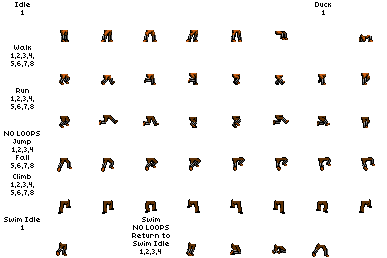 Idle
1
Duck
1
Walk
1,2,3,4,
5,6,7,8
Run
1,2,3,4,
5,6,7,8
NO LOOPS
Jump
1,2,3,4
Fall
5,6,7,8
Climb
1,2,3,4,
5,6,7,8
Swim Idle
1
Swim
NO LOOPS
Return to
Swim Idle
1,2,3,4